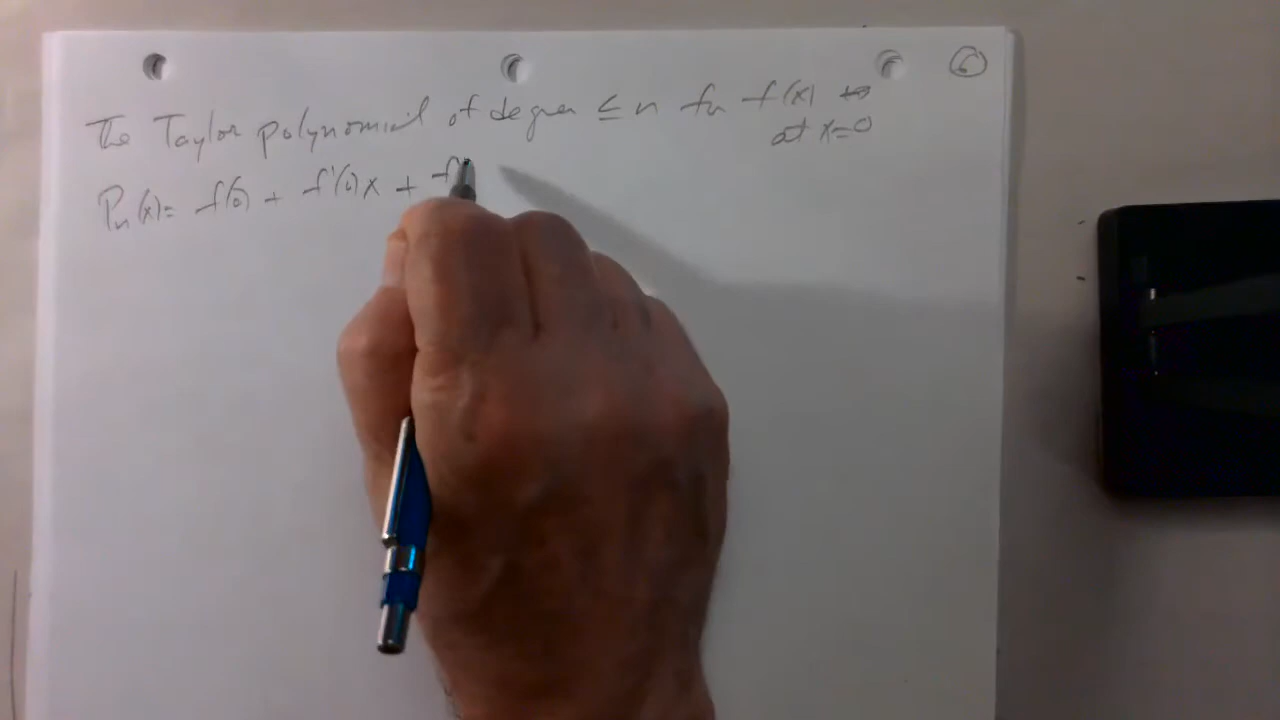 6
The Taylor polynomial of degree ≤ n for f(x)
at x=0
Pn(x) = f(0) + f'(0)x + f"